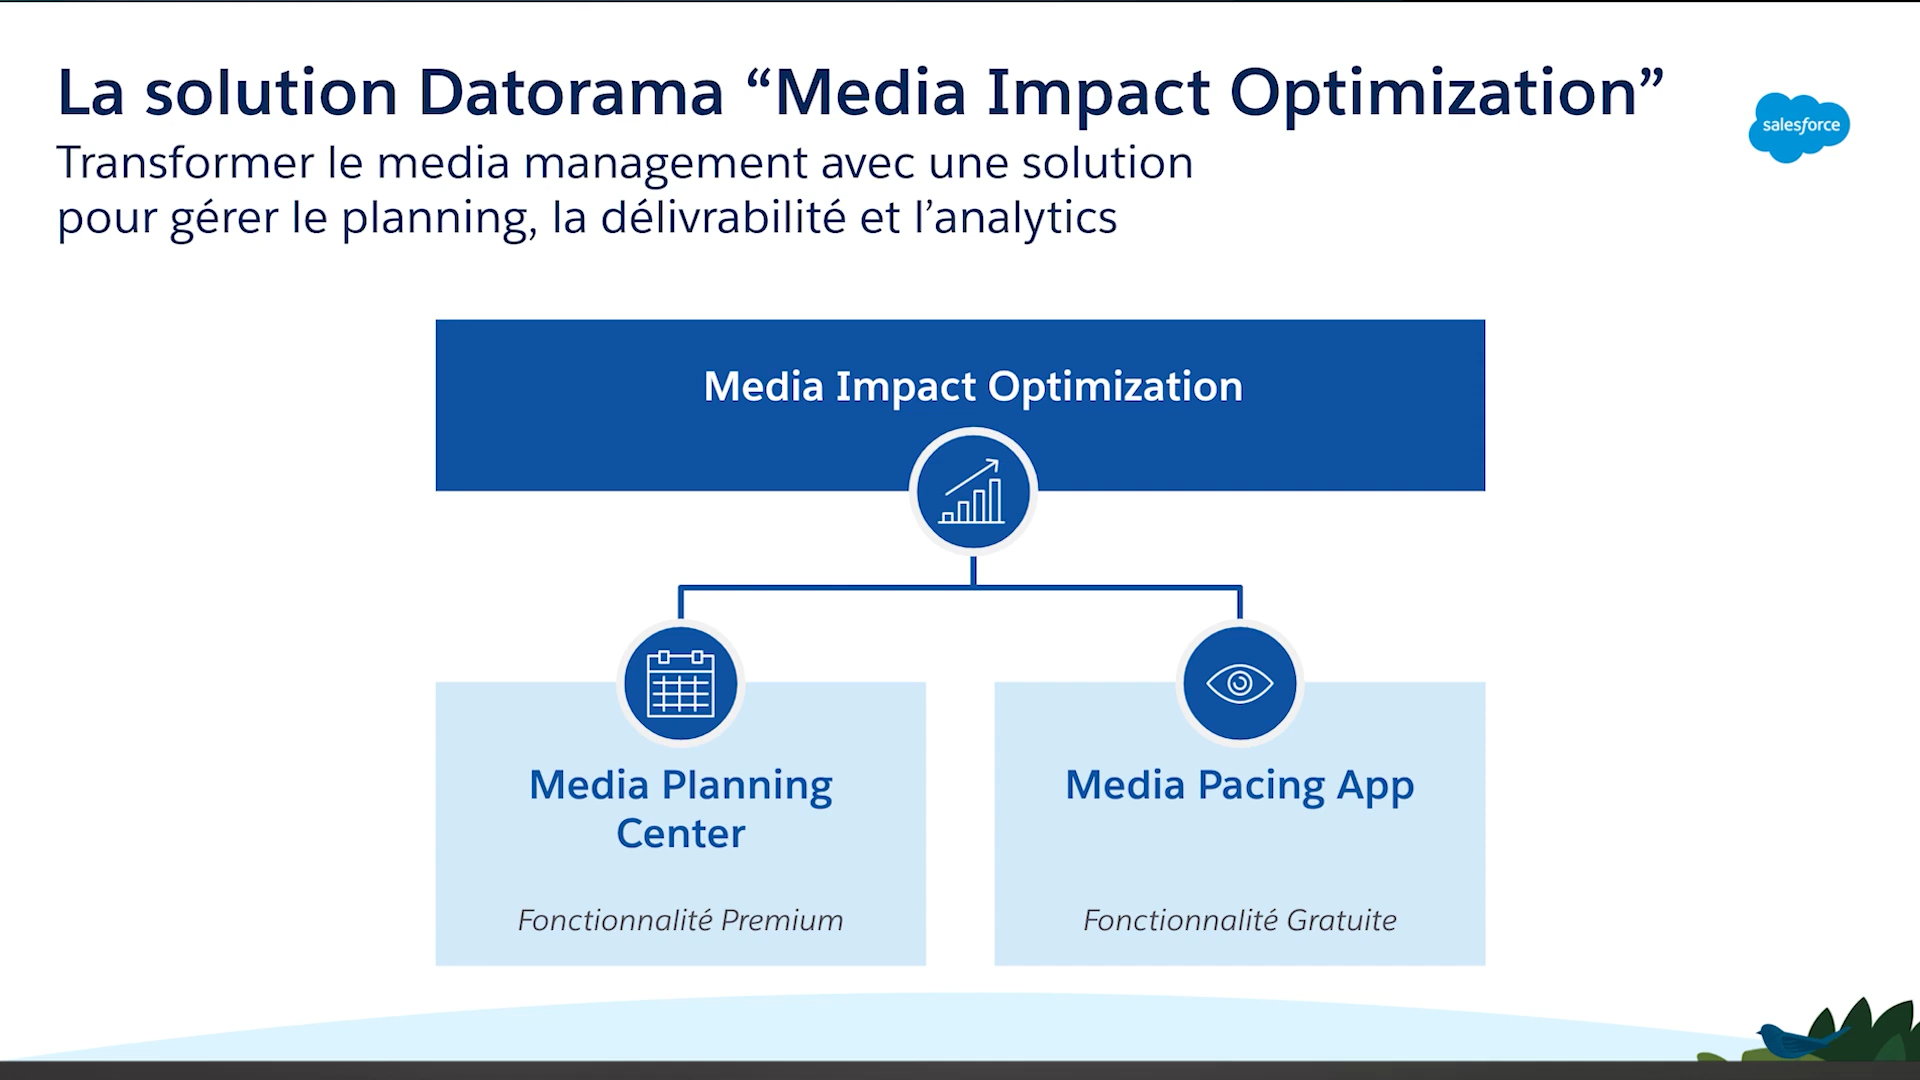 La solution Datorama “Media Impact Optimization”
salesforce
Transformer le media management avec une solution
pour gérer le planning, la délivrabilité et l’analytics
Media Impact Optimization
Media Planning
Center
Fonctionnalité Premium
Media Pacing App
Fonctionnalité Gratuite